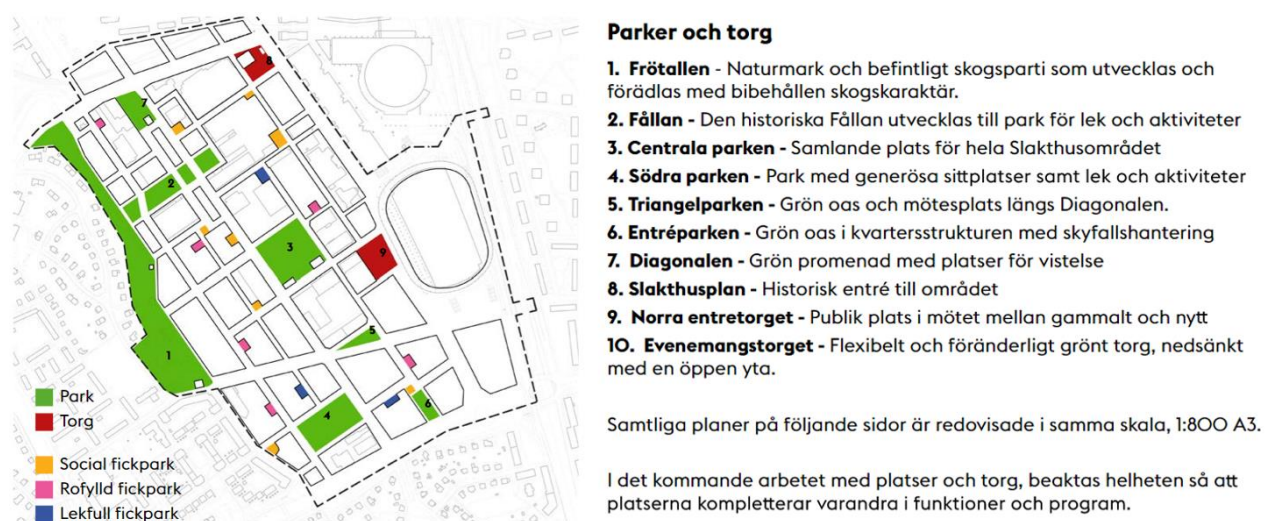 8
7
2
3
9
5
1
4
6
Park
Torg
Social fickpark
Rofylld fickpark
Lekfull fickpark
Parker och torg
1. Frötallen - Naturmark och befintligt skogsparti som utvecklas och
förädlas med bibehållen skogskaraktär.
2. Fållan - Den historiska Fållan utvecklas till park för lek och aktiviteter
3. Centrala parken - Samlande plats för hela Slakthusområdet
4. Södra parken - Park med generösa sittplatser samt lek och aktiviteter
5. Triangelparken - Grön oas och mötesplats längs Diagonalen.
6. Entréparken - Grön oas i kvartersstrukturen med skyfallshantering
7. Diagonalen - Grön promenad med platser för vistelse
8. Slakthusplan - Historisk entré till området
9. Norra entretorget - Publik plats i mötet mellan gammalt och nytt
10. Evenemangstorget - Flexibelt och föränderligt grönt torg, nedsänkt
med en öppen yta.
Samtliga planer på följande sidor är redovisade i samma skala, 1:800 A3.
I det kommande arbetet med platser och torg, beaktas helheten så att
platserna kompletterar varandra i funktioner och program.